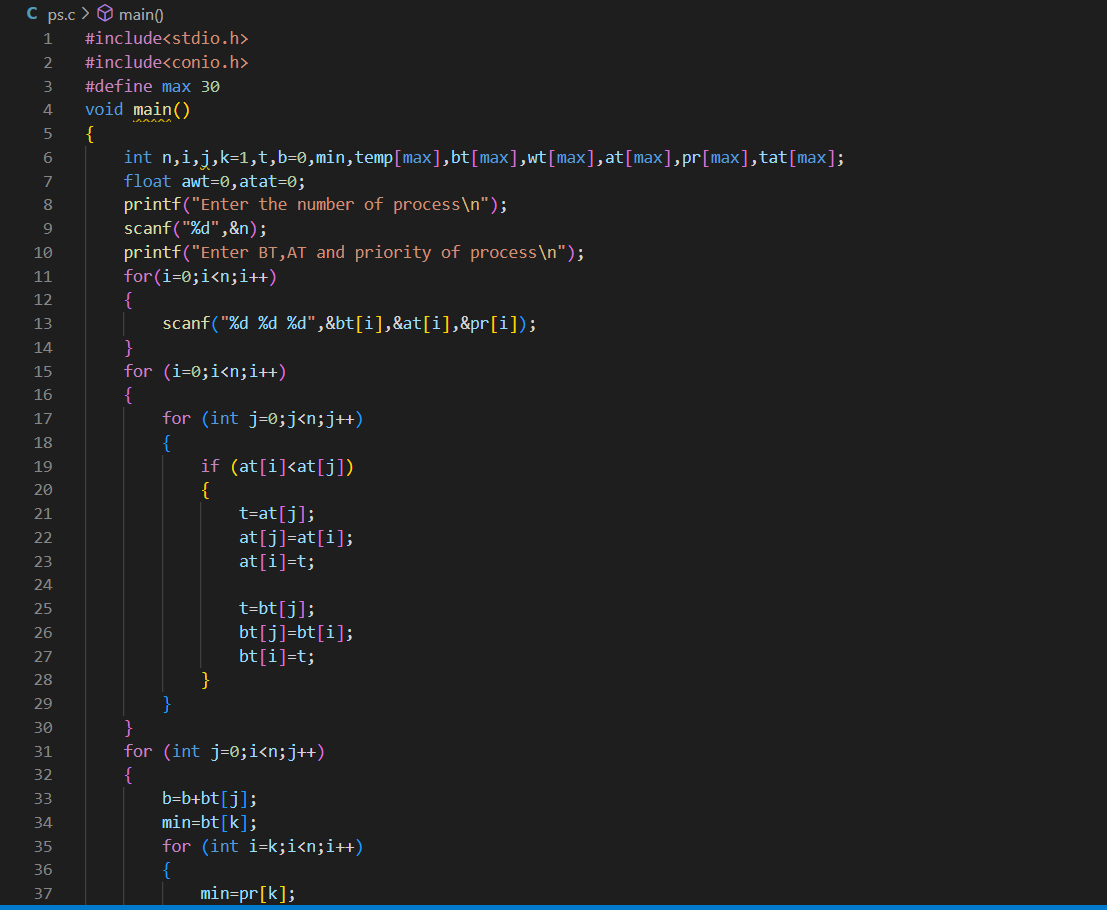 C ps.c > main()
1 #include<stdio.h>
2 #include<conio.h>
3 #define max 30
4 void main()
5 {
6     int n,i,j,k=1,t,b=0,min,temp[max],bt[max],wt[max],at[max],pr[max],tat[max];
7     float awt=0,atat=0;
8     printf("Enter the number of process\n");
9     scanf("%d",&n);
10     printf("Enter BT,AT and priority of process\n");
11     for(i=0;i<n;i++)
12     {
13         scanf("%d %d %d",&bt[i],&at[i],&pr[i]);
14     }
15     for (i=0;i<n;i++)
16     {
17         for (int j=0;j<n;j++)
18         {
19             if (at[i]<at[j])
20             {
21                 t=at[j];
22                 at[j]=at[i];
23                 at[i]=t;
24
25                 t=bt[j];
26                 bt[j]=bt[i];
27                 bt[i]=t;
28             }
29         }
30     }
31     for (int j=0;i<n;j++)
32     {
33         b=b+bt[j];
34         min=bt[k];
35         for (int i=k;i<n;i++)
36         {
37             min=pr[k];